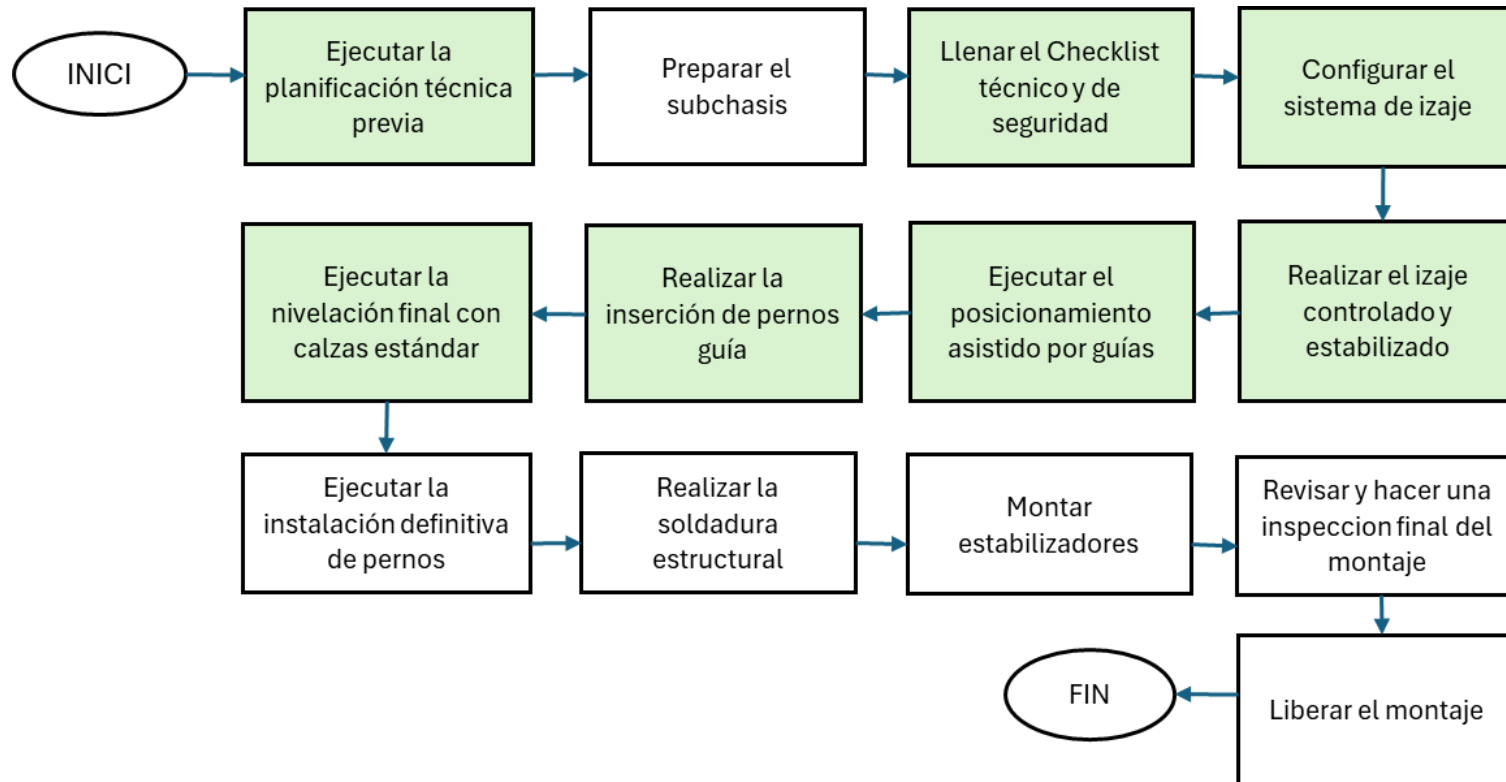 INICI
Ejecutar la
planificación técnica
previa
Preparar el
subchasis
Llenar el Checklist
técnico y de
seguridad
Configurar el
sistema de izaje
Realizar el izaje
controlado y
estabilizado
Ejecutar el
posicionamiento
asistido por guías
Realizar la
inserción de pernos
guía
Ejecutar la
nivelación final con
calzas estándar
Ejecutar la
instalación definitiva
de pernos
Realizar la
soldadura
estructural
Montar
estabilizadores
Revisar y hacer una
inspeccion final del
montaje
Liberar el montaje
FIN